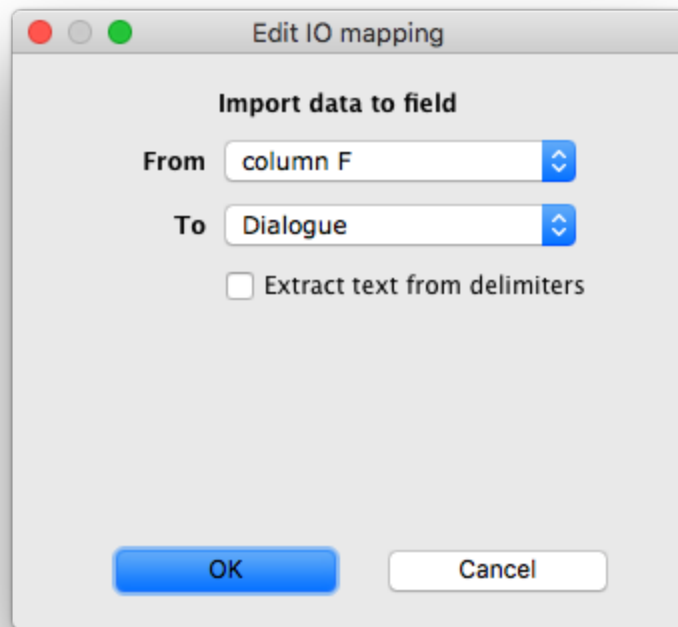 Edit IO mapping
Import data to field
From column F
To Dialogue
Extract text from delimiters
OK Cancel